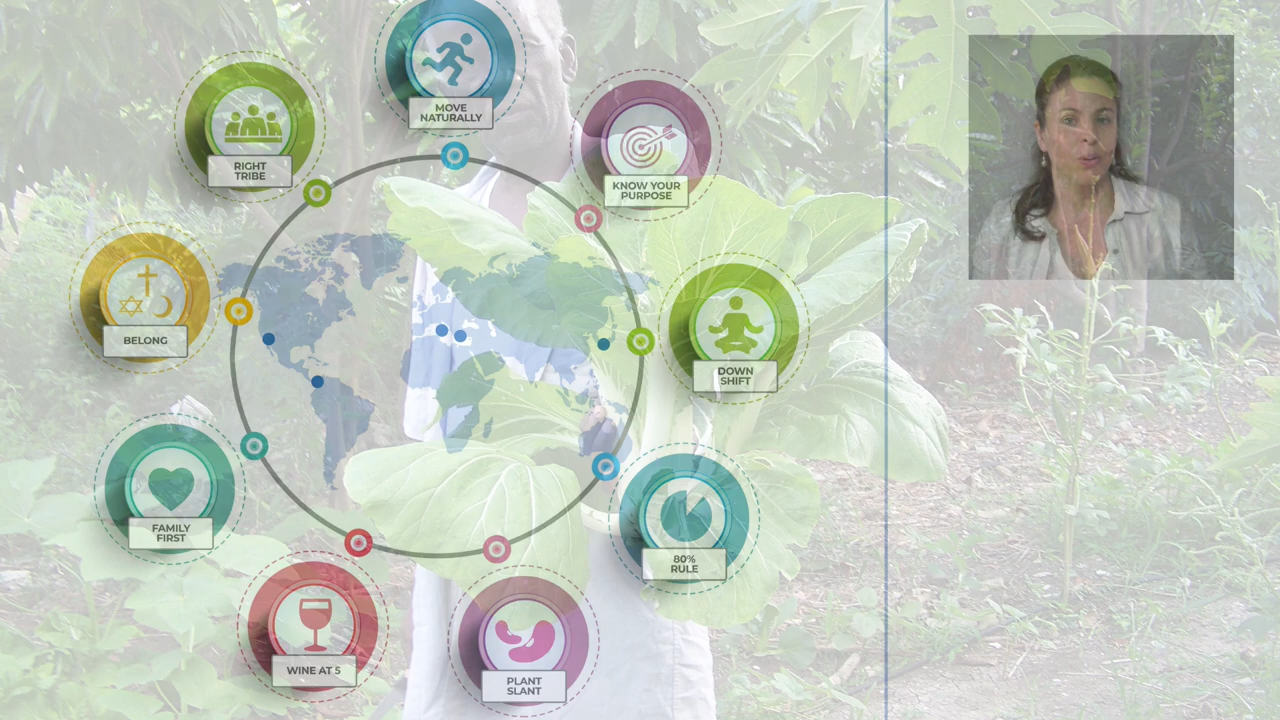 MOVE
NATURALLY
RIGHT
TRIBE
KNOW YOUR
PURPOSE
BELONG
DOWN
SHIFT
FAMILY
FIRST
80%
RULE
WINE AT 5
PLANT
SLANT